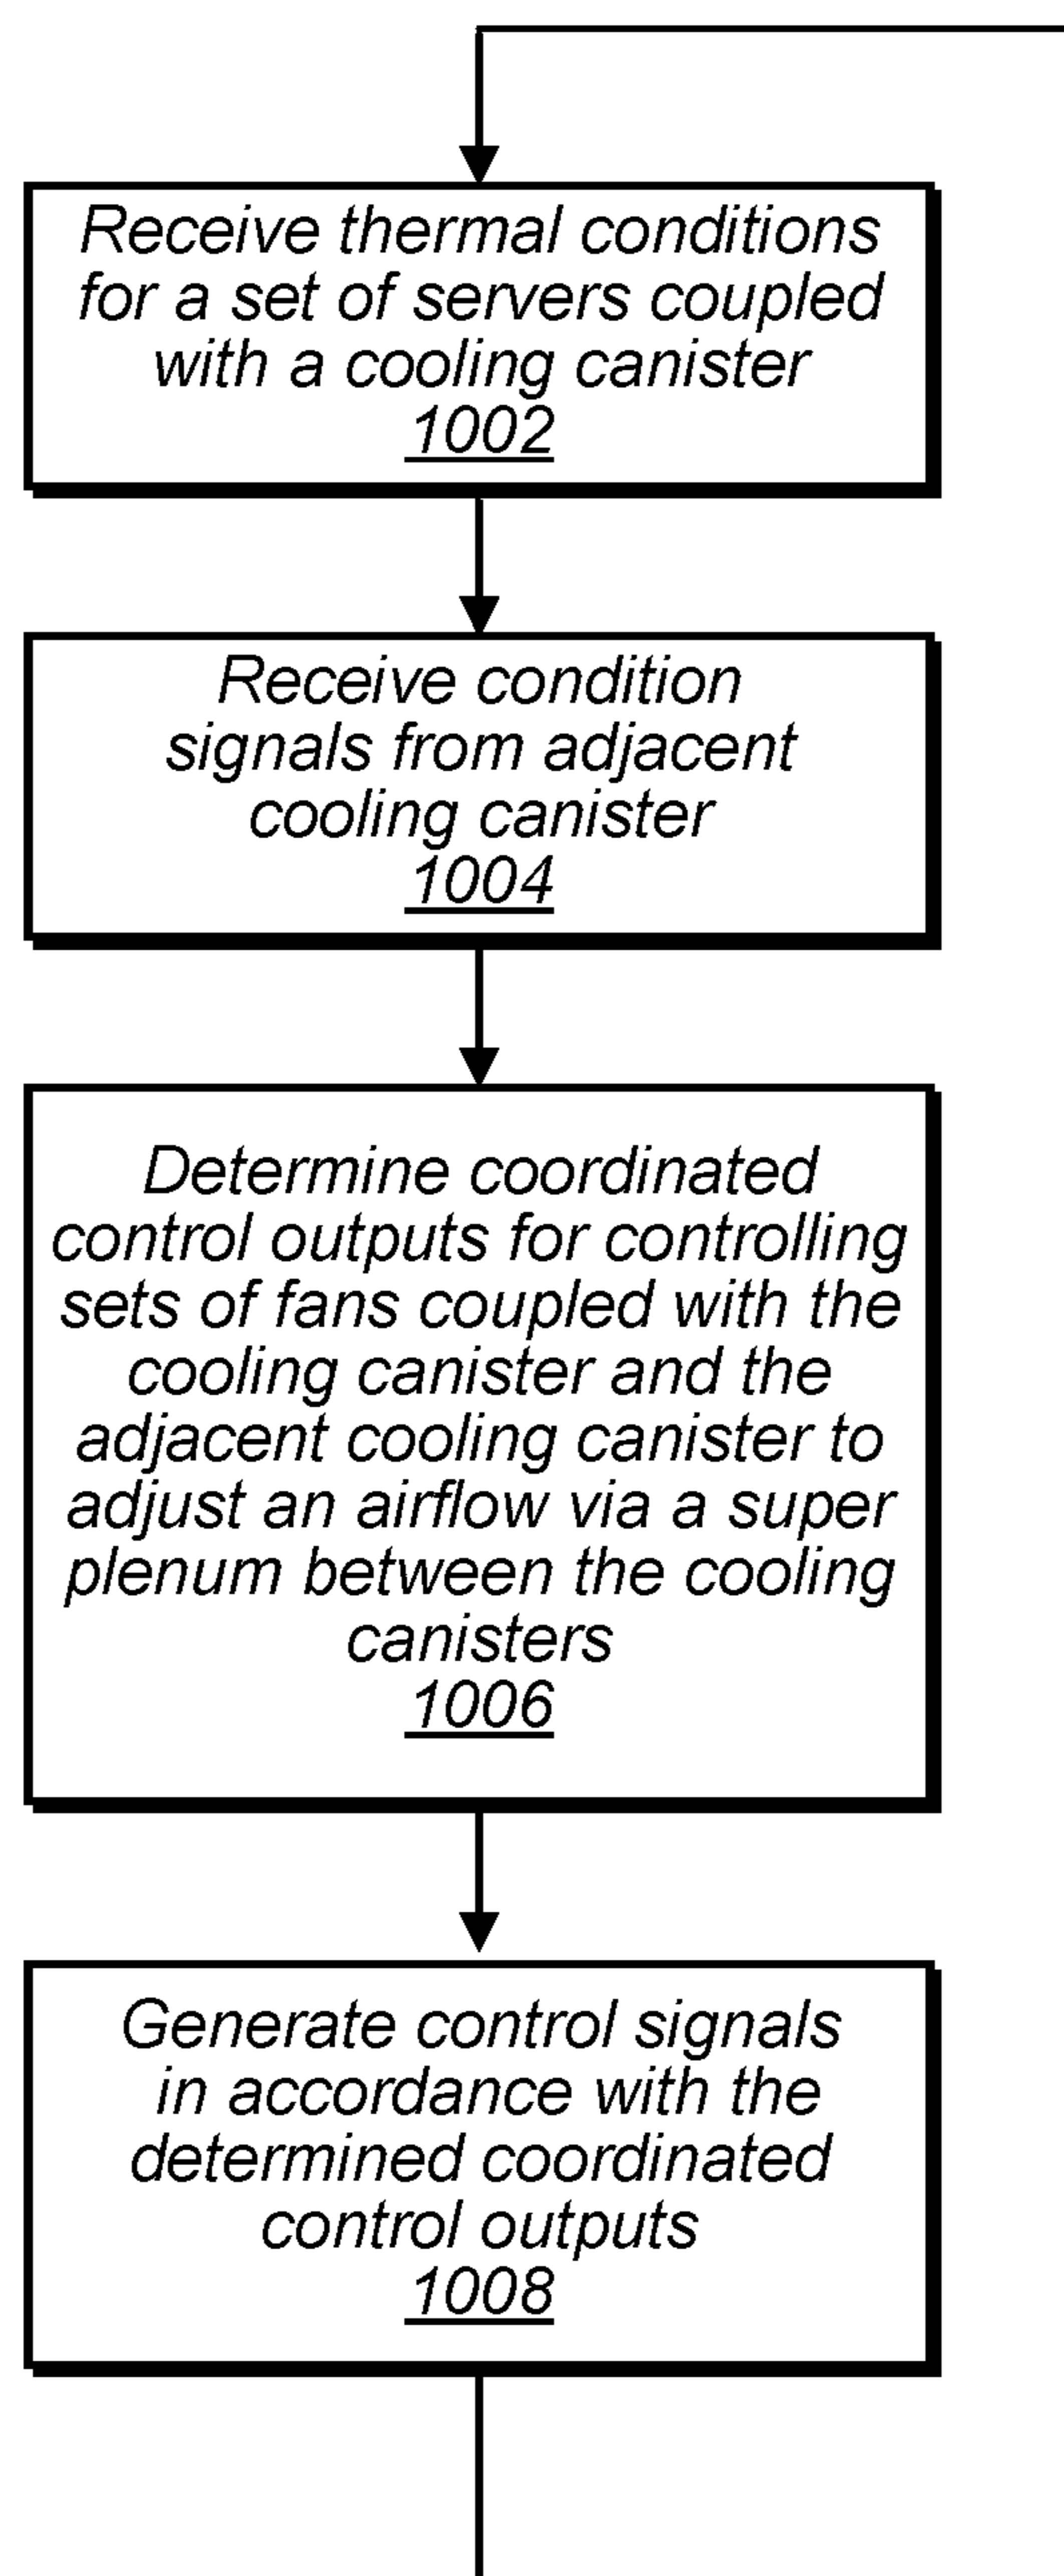 Receive thermal conditions
for a set of servers coupled
with a cooling canister
1002
Receive condition
signals from adjacent
cooling canister
1004
Determine coordinated
control outputs for controlling
sets of fans coupled with the
cooling canister and the
adjacent cooling canister to
adjust an airflow via a super
plenum between the cooling
canisters
1006
Generate control signals
in accordance with the
determined coordinated
control outputs
1008